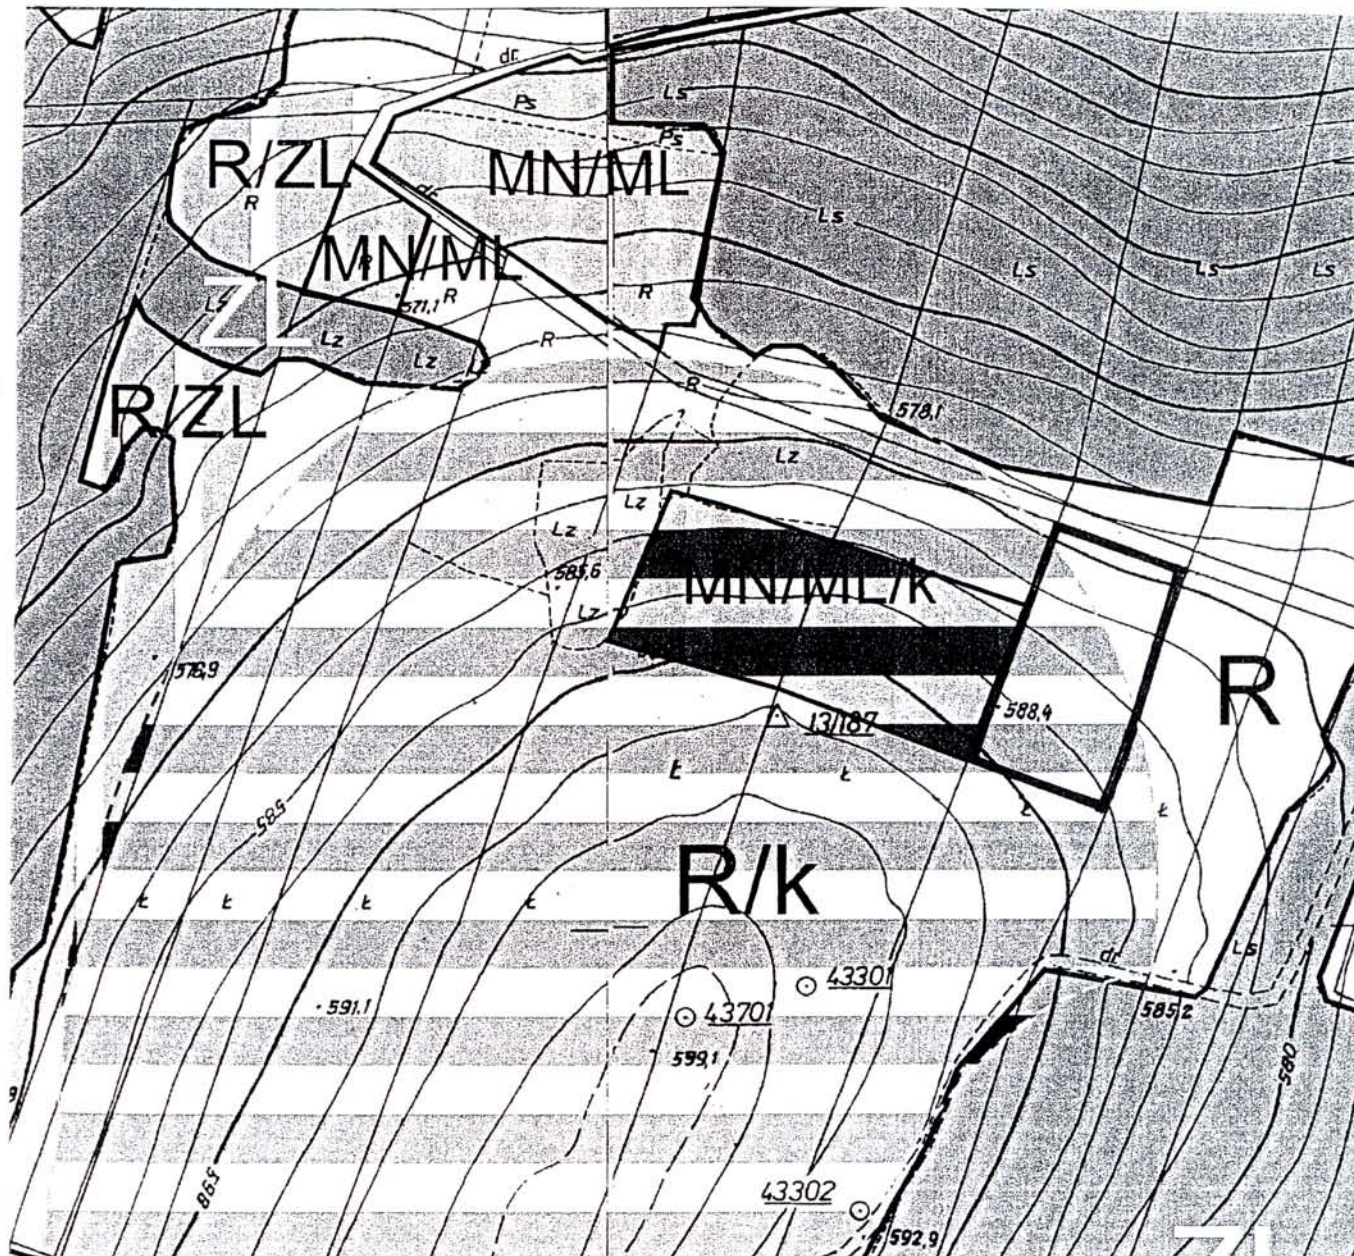 dr.
Ps
Ls
Ps
R/ZL
MN/ML
R
dr.
Ls
MN/ML
R
R
Ls
Ls
Ls
571,1
R
Ls
ZL
Lz
Lz
R
R
R/ZL
578,1
Lz
Lz
Lz
585,6
MN/ML/k
Lz
576,9
R
588,4
13/187
Ł
Ł
Ł
Ł
585
R/k
Ł
Ł
Ł
Ł
dr
Ls
43301
591,1
43701
585,2
599,1
580
598
43302
592,9
ZL